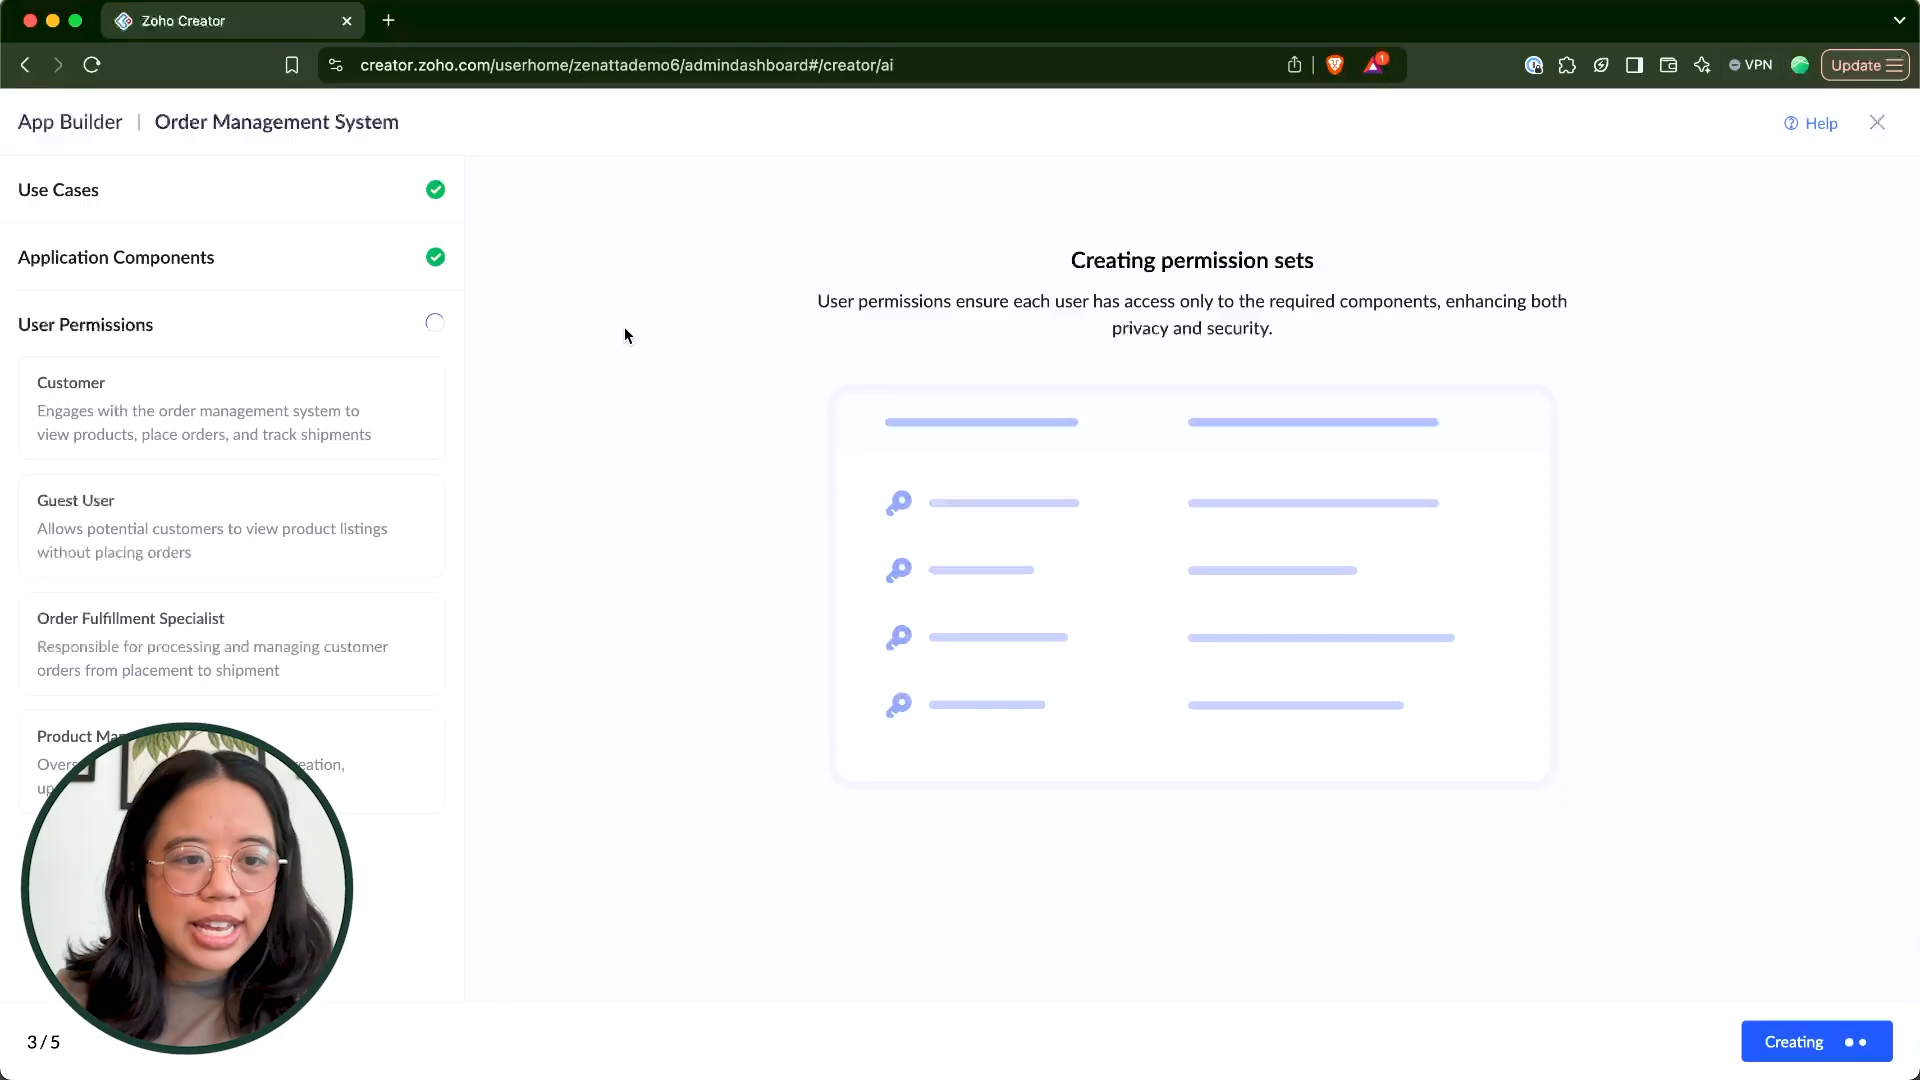 Zoho Creator
creator.zoho.com/userhome/zenattademo6/admindashboard#/creator/ai
1
VPN
Update
App Builder | Order Management System
Help
Use Cases
Application Components
User Permissions
Customer
Engages with the order management system to
view products, place orders, and track shipments
Guest User
Allows potential customers to view product listings
without placing orders
Order Fulfillment Specialist
Responsible for processing and managing customer
orders from placement to shipment
Product
3 / 5
Creating permission sets
User permissions ensure each user has access only to the required components, enhancing both
privacy and security.
Creating